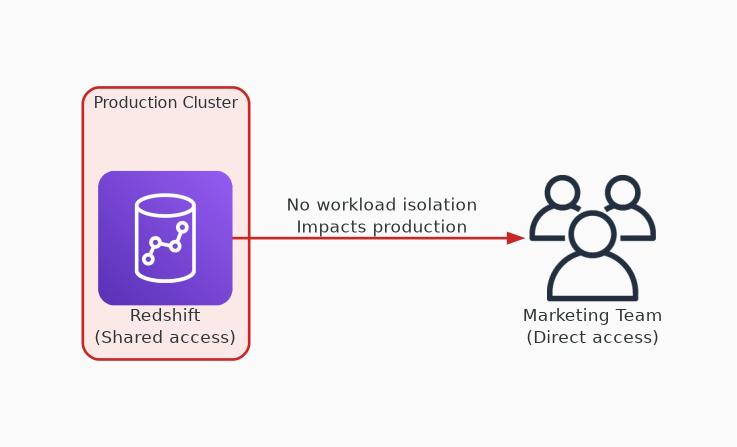 Production Cluster
No workload isolation
Impacts production
Redshift
(Shared access)
Marketing Team
(Direct access)